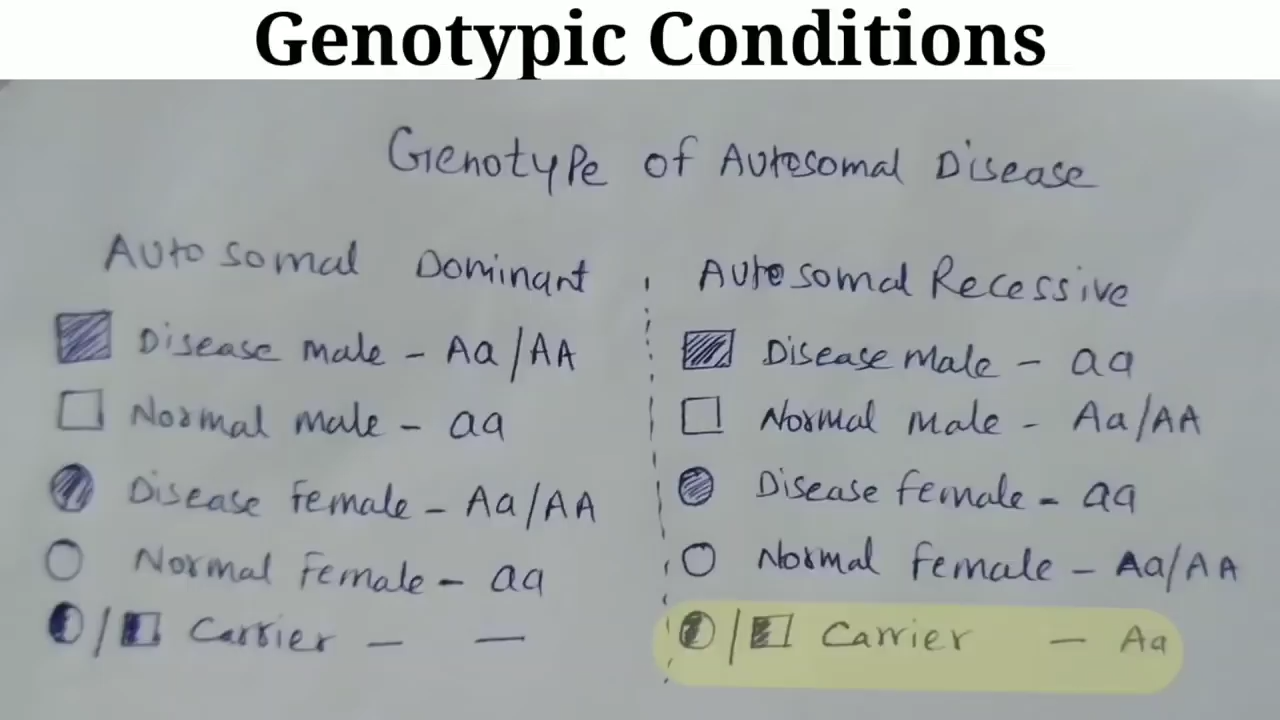 Genotypic Conditions
Genotype of Autosomal Disease
Autosomal Dominant
Disease male - Aa/AA
Normal male - aa
Disease Female - Aa/AA
Normal Female - aa
/ Carrier - —
Autosomal Recessive
Disease male - aa
Normal male - Aa/AA
Disease female - aa
Normal Female - Aa/AA
/ Carrier - Aa